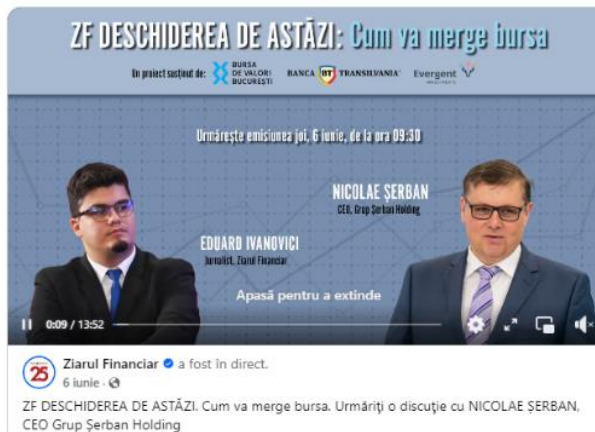 ZF DESCHIDEREA DE ASTĂZI: Cum va merge bursa
Un proiect susținut de:
BURSA
DE VALORI
BUCUREȘTI
BANCA BT TRANSILVANIA
Evergent
INVESTMENTS
Urmărește emisiunea joi, 6 iunie, de la ora 09:30
NICOLAE ȘERBAN
CEO, Grup Șerban Holding
EDUARD IVANOVICI
Jurnalist, Ziarul Financiar
Apasă pentru a extinde
0:09 / 13:52
25
Ziarul Financiar a fost în direct.
6 iunie ·
ZF DESCHIDEREA DE ASTĂZI. Cum va merge bursa. Urmăriți o discuție cu NICOLAE ȘERBAN,
CEO Grup Șerban Holding